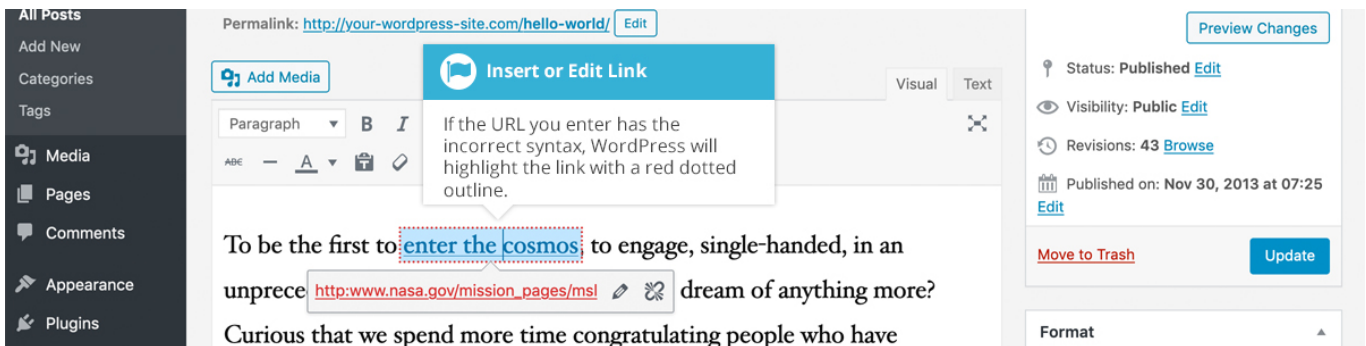 All Posts
Add New
Categories
Tags
Media
Pages
Comments
Appearance
Plugins
Permalink: http://your-wordpress-site.com/hello-world/ Edit
Add Media
Visual Text
Paragraph B I
ABC A
Insert or Edit Link
If the URL you enter has the
incorrect syntax, WordPress will
highlight the link with a red dotted
outline.
To be the first to enter the cosmos, to engage, single-handed, in an
unprece http:www.nasa.gov/mission_pages/msl dream of anything more?
Curious that we spend more time congratulating people who have
Preview Changes
Status: Published Edit
Visibility: Public Edit
Revisions: 43 Browse
Published on: Nov 30, 2013 at 07:25
Edit
Move to Trash Update
Format